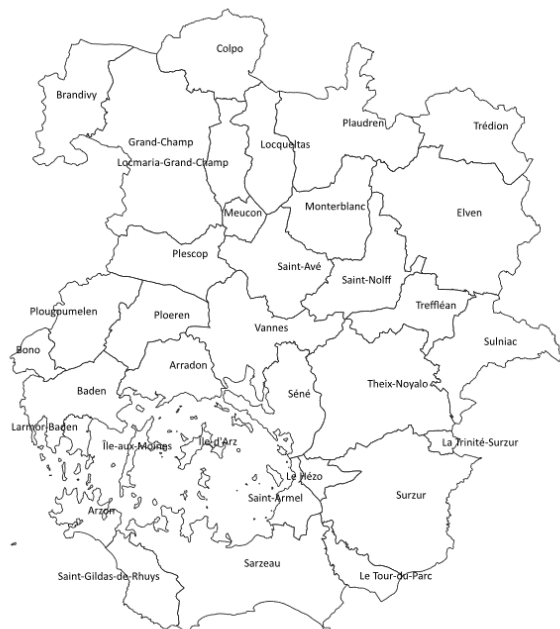 Colpo
Brandivy
Plaudren
Trédion
Grand-Champ
Locqueltas
Locmaria-Grand-Champ
Meucon
Monterblanc
Elven
Plescop
Saint-Avé
Saint-Nolff
Treffléan
Plougoumelen
Ploeren
Vannes
Sulniac
Bono
Arradon
Baden
Séné
Theix-Noyalo
Larmor-Baden
Île-aux-Moines
Île-d'Arz
La Trinité-Surzur
Le Hézo
Saint-Armel
Surzur
Arzon
Sarzeau
Saint-Gildas-de-Rhuys
Le Tour-du-Parc